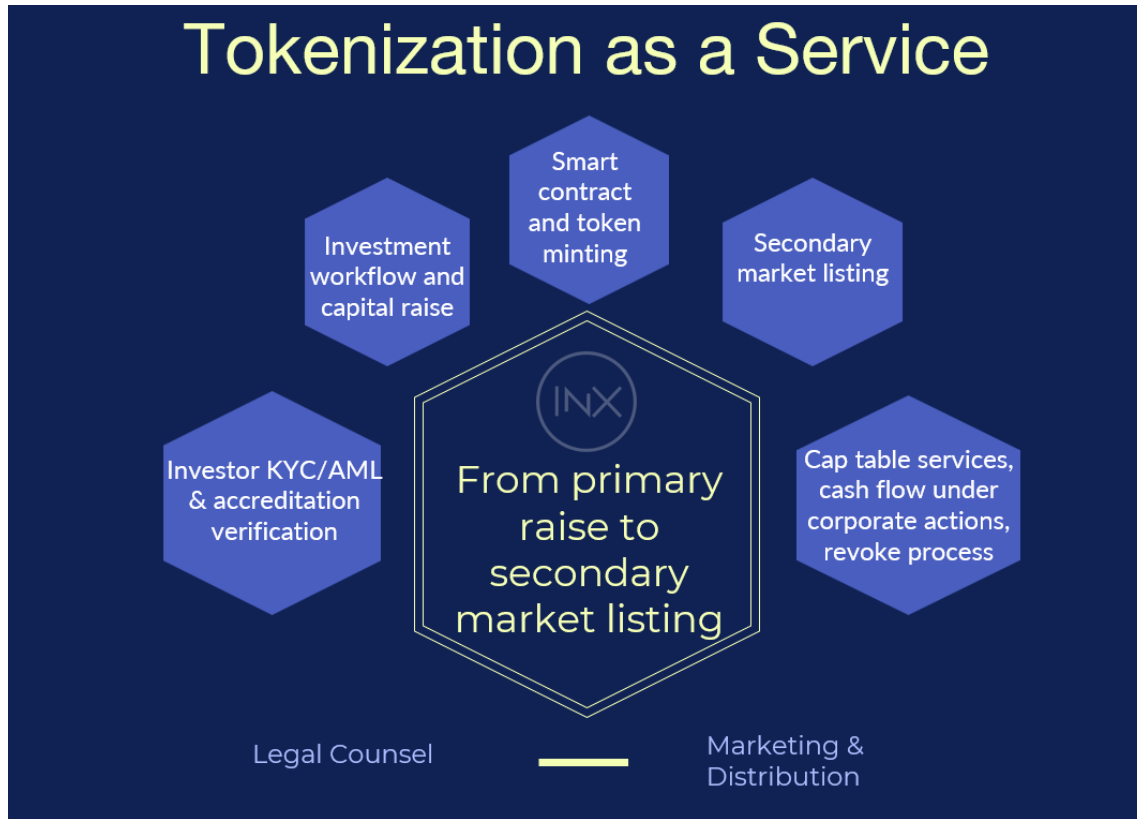 Tokenization as a Service
Smart
contract
and token
minting
Investment
workflow and
capital raise
Secondary
market listing
Investor KYC/AML
& accreditation
verification
INX
From primary
raise to
secondary
market listing
Cap table services,
cash flow under
corporate actions,
revoke process
Legal Counsel
Marketing &
Distribution